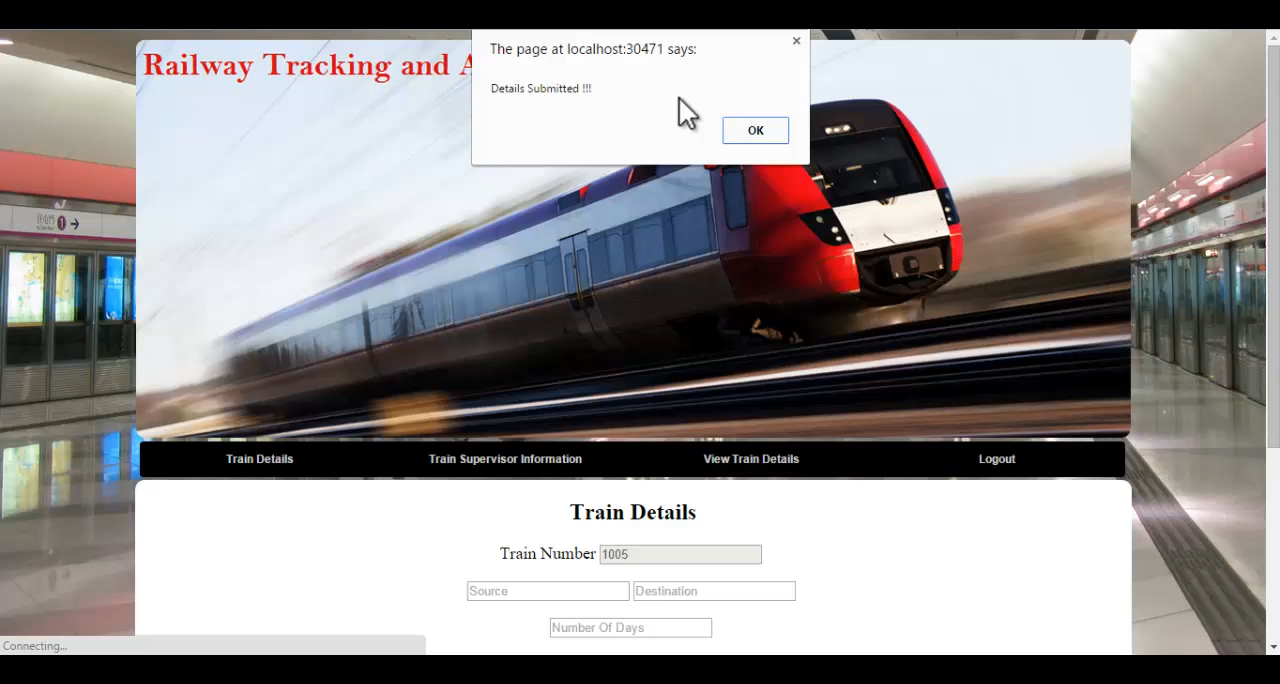 The page at localhost:30471 says:
Details Submitted !!!
OK
Railway Tracking and A
1
Train Details
Train Supervisor Information
View Train Details
Logout
Train Details
Train Number 1005
Source
Destination
Number Of Days
Connecting...